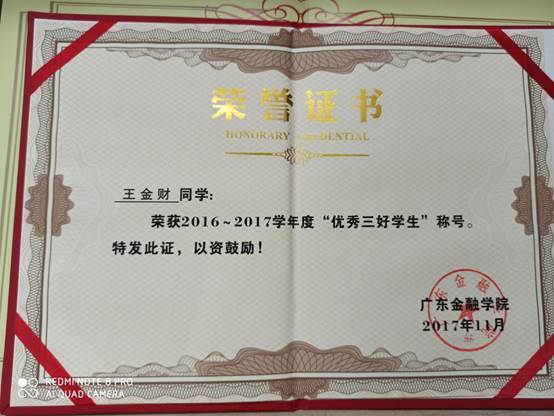 荣誉证书
HONORARY CREDENTIAL
王金财 同学:
荣获2016~2017学年度“优秀三好学生”称号。
特发此证，以资鼓励！
广东金融学院
2017年11月
REDMI NOTE 8 PRO
AI QUAD CAMERA